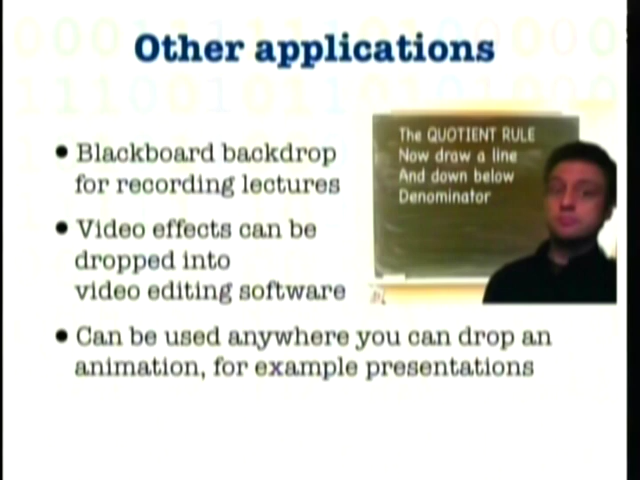 Other applications
Blackboard backdrop
for recording lectures
Video effects can be
dropped into
video editing software
Can be used anywhere you can drop an
animation, for example presentations
The QUOTIENT RULE
Now draw a line
And down below
Denominator